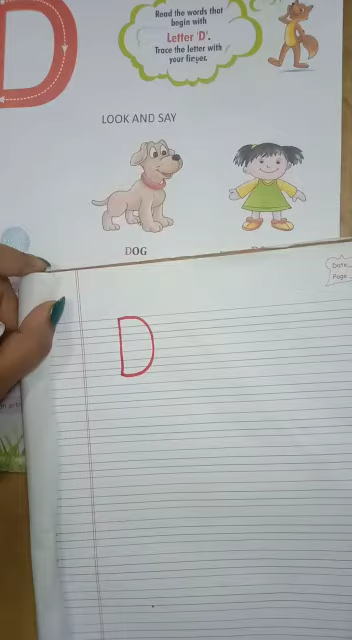 D
Read the words that
begin with
Letter 'D'.
Trace the letter with
your finger.
LOOK AND SAY
DOG
Date
Page
D